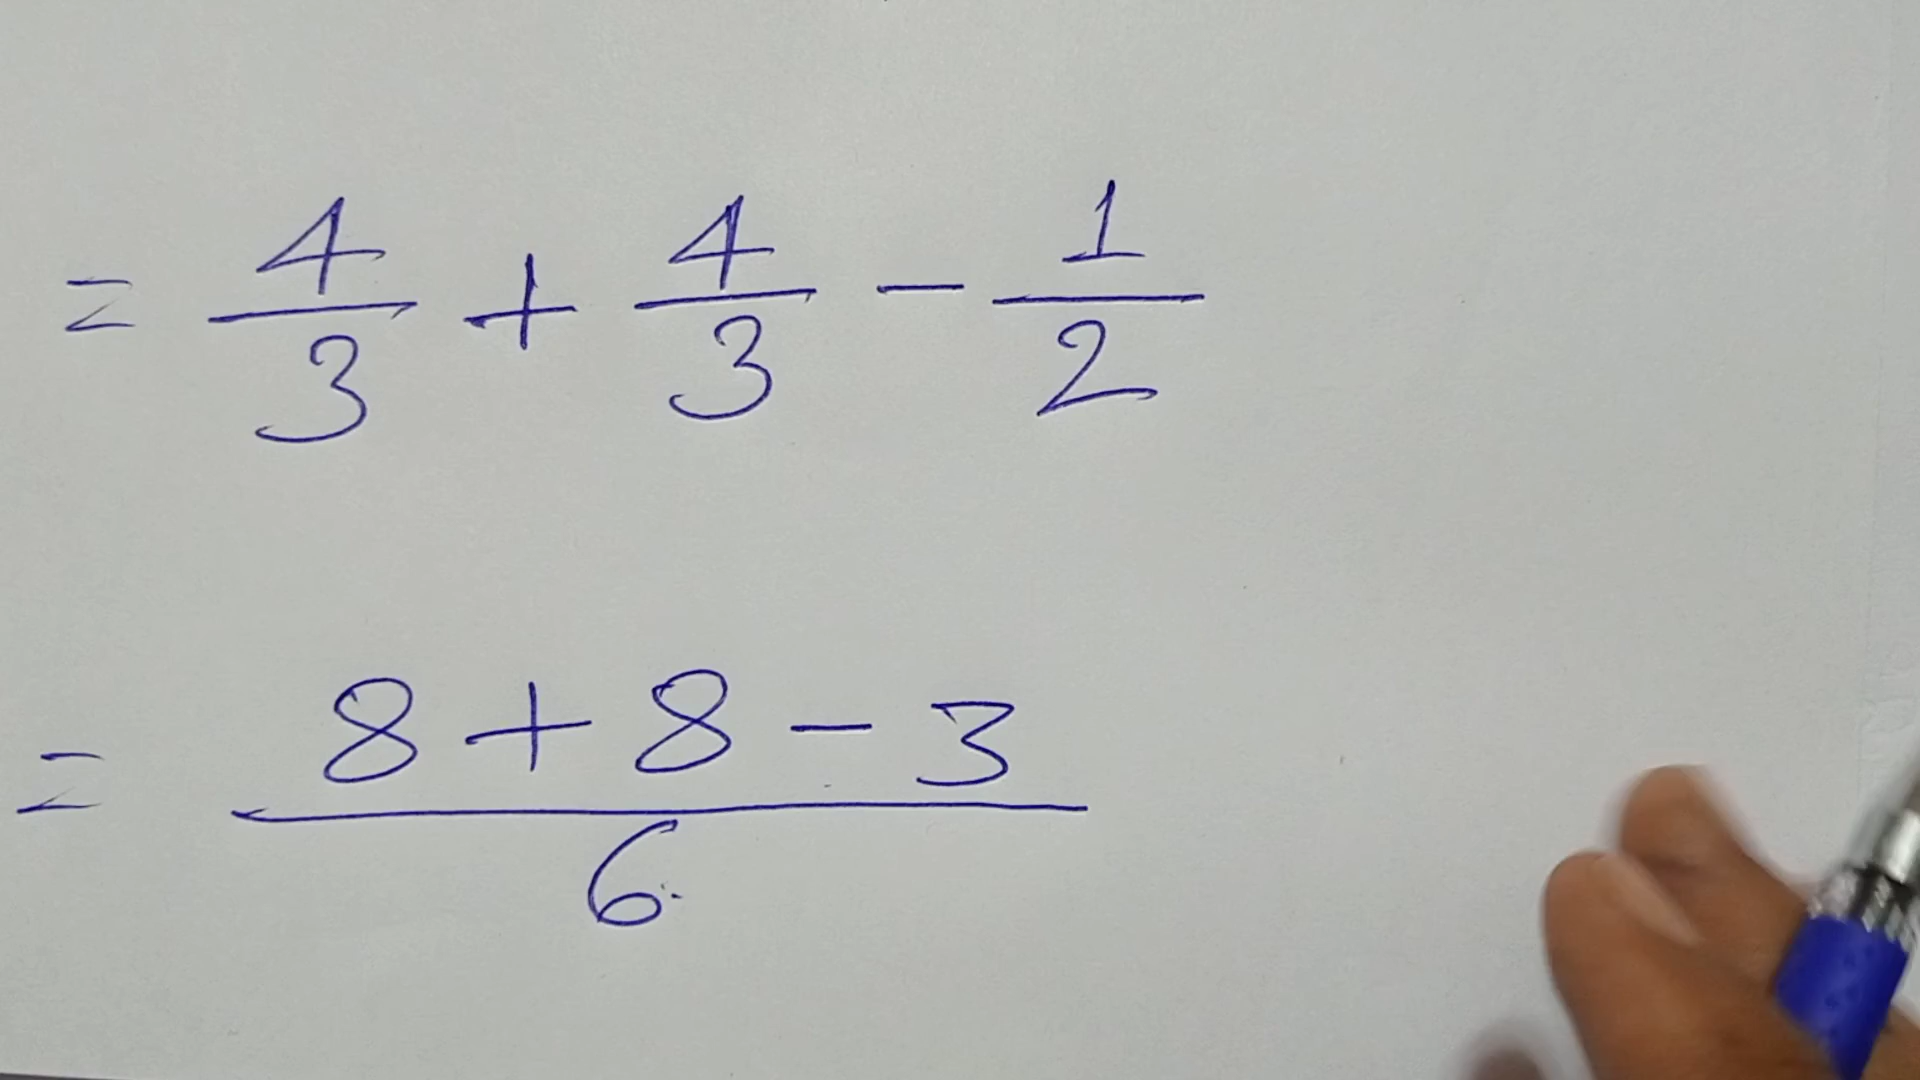 = 4/3 + 4/3 - 1/2
= (8 + 8 - 3)/6